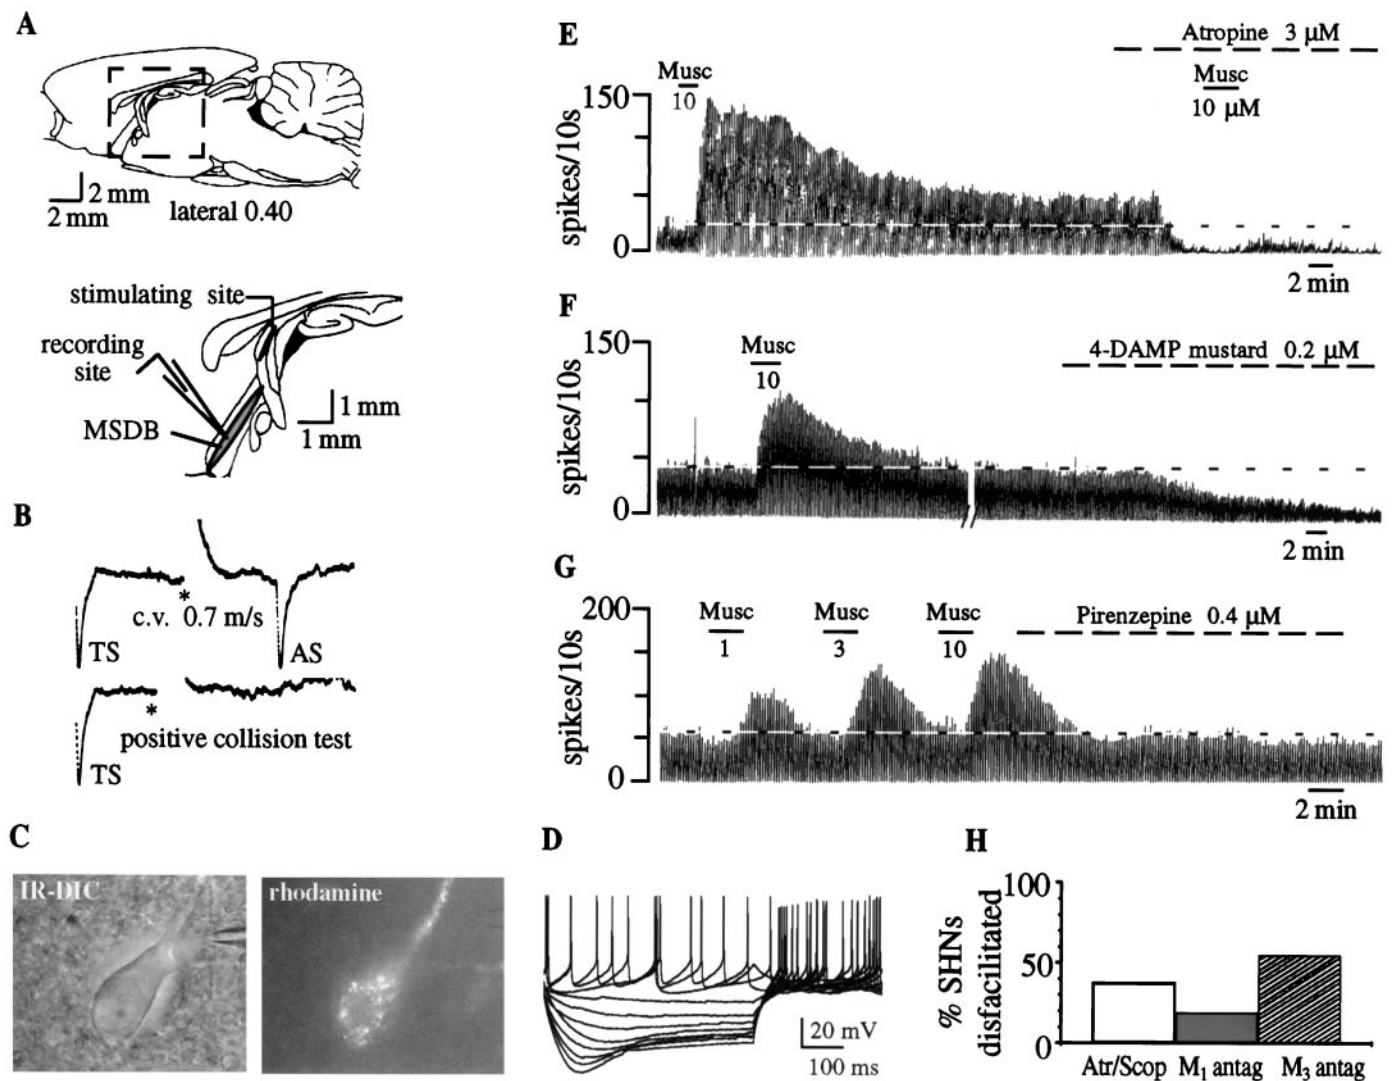 A
2 mm
2 mm
lateral 0.40
stimulating site
recording
site
MSDB
1 mm
1 mm
B
*
c.v. 0.7 m/s
TS
AS
*
positive collision test
TS
C
IR-DIC
rhodamine
D
20 mV
100 ms
E
Atropine 3 µM
Musc
10
Musc
10 µM
150
0
spikes/10s
2 min
F
150
0
spikes/10s
Musc
10
4-DAMP mustard 0.2 µM
2 min
G
200
0
spikes/10s
Musc
1
Musc
3
Musc
10
Pirenzepine 0.4 µM
2 min
H
% SHNs
disfacilitated
100
50
0
Atr/Scop M₁ antag M₃ antag